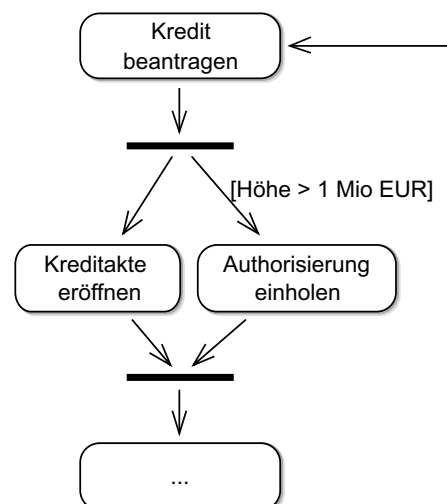 Kredit
beantragen
[Höhe > 1 Mio EUR]
Kreditakte
eröffnen
Authorisierung
einholen
...